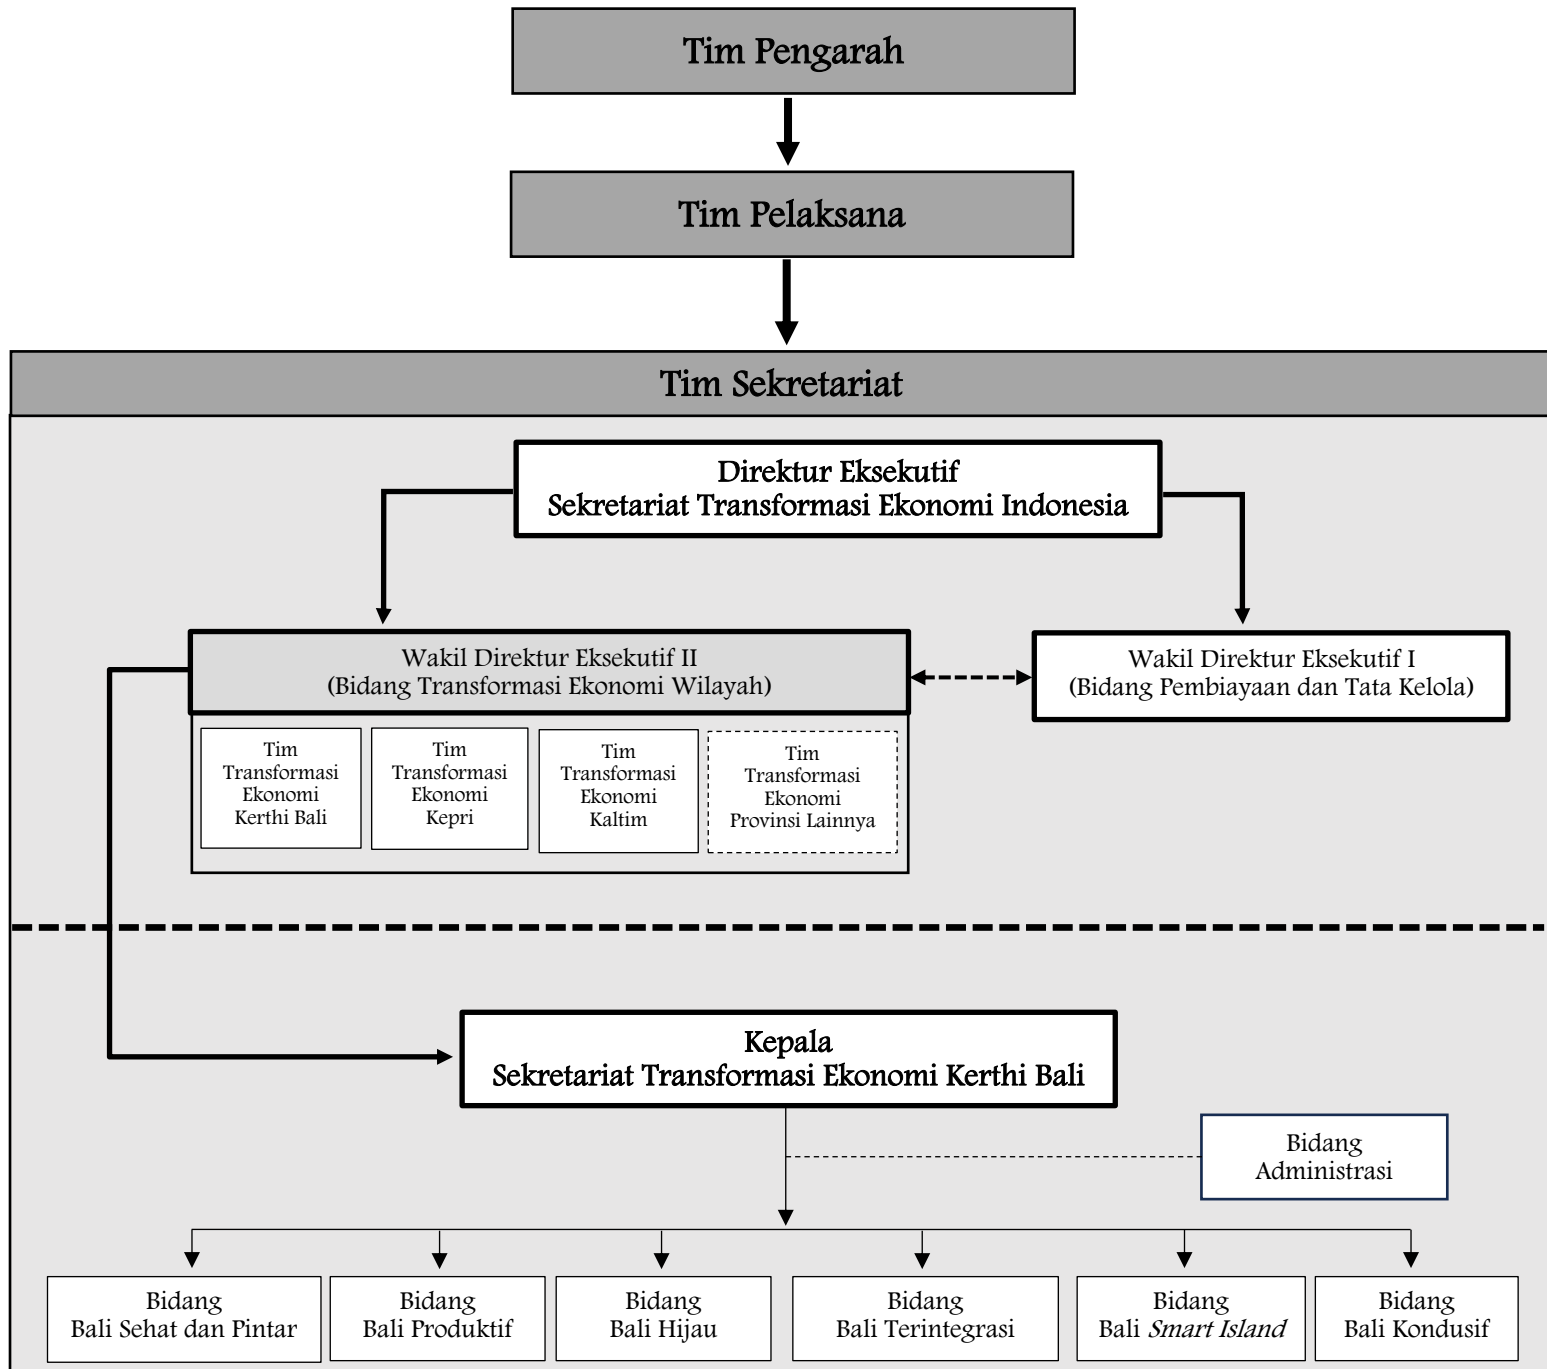 Tim Pengarah
Tim Pelaksana
Tim Sekretariat
Direktur Eksekutif
Sekretariat Transformasi Ekonomi Indonesia
Wakil Direktur Eksekutif II
(Bidang Transformasi Ekonomi Wilayah)
Wakil Direktur Eksekutif I
(Bidang Pembiayaan dan Tata Kelola)
Tim
Transformasi
Ekonomi
Kerthi Bali
Tim
Transformasi
Ekonomi
Kepri
Tim
Transformasi
Ekonomi
Kaltim
Tim
Transformasi
Ekonomi
Provinsi Lainnya
Kepala
Sekretariat Transformasi Ekonomi Kerthi Bali
Bidang
Administrasi
Bidang
Bali Sehat dan Pintar
Bidang
Bali Produktif
Bidang
Bali Hijau
Bidang
Bali Terintegrasi
Bidang
Bali Smart Island
Bidang
Bali Kondusif